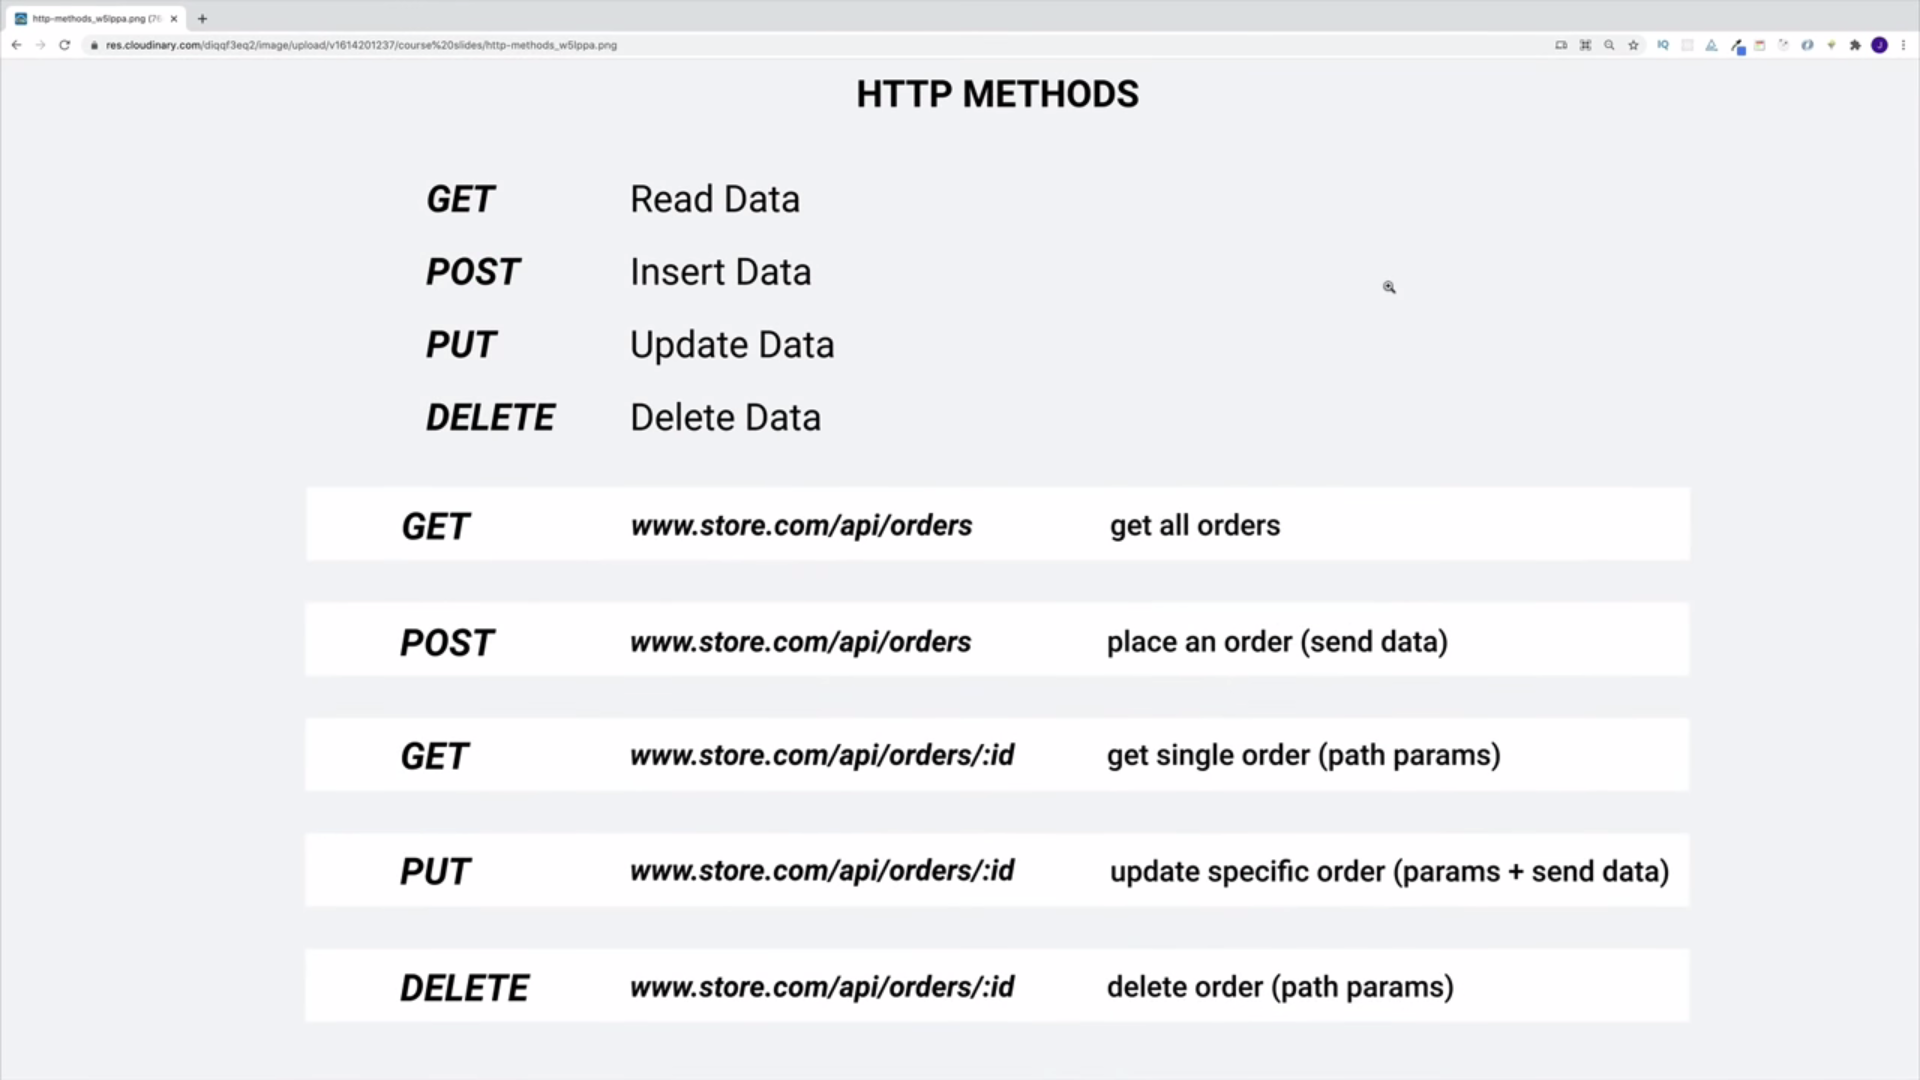 http-methods_w5lppa.png (76
res.cloudinary.com/diqqf3eq2/image/upload/v1614201237/course%20slides/http-methods_w5lppa.png
IQ
J
HTTP METHODS
GET Read Data
POST Insert Data
PUT Update Data
DELETE Delete Data
GET www.store.com/api/orders get all orders
POST www.store.com/api/orders place an order (send data)
GET www.store.com/api/orders/:id get single order (path params)
PUT www.store.com/api/orders/:id update specific order (params + send data)
DELETE www.store.com/api/orders/:id delete order (path params)